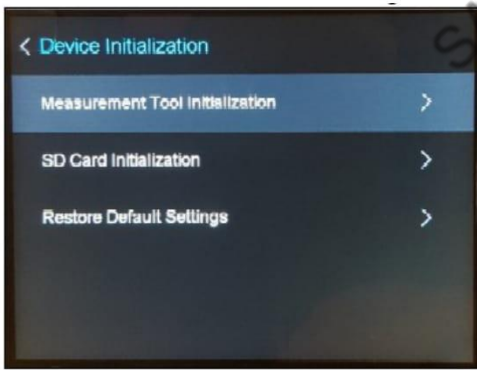 Device Initialization
Measurement Tool Initialization
SD Card Initialization
Restore Default Settings